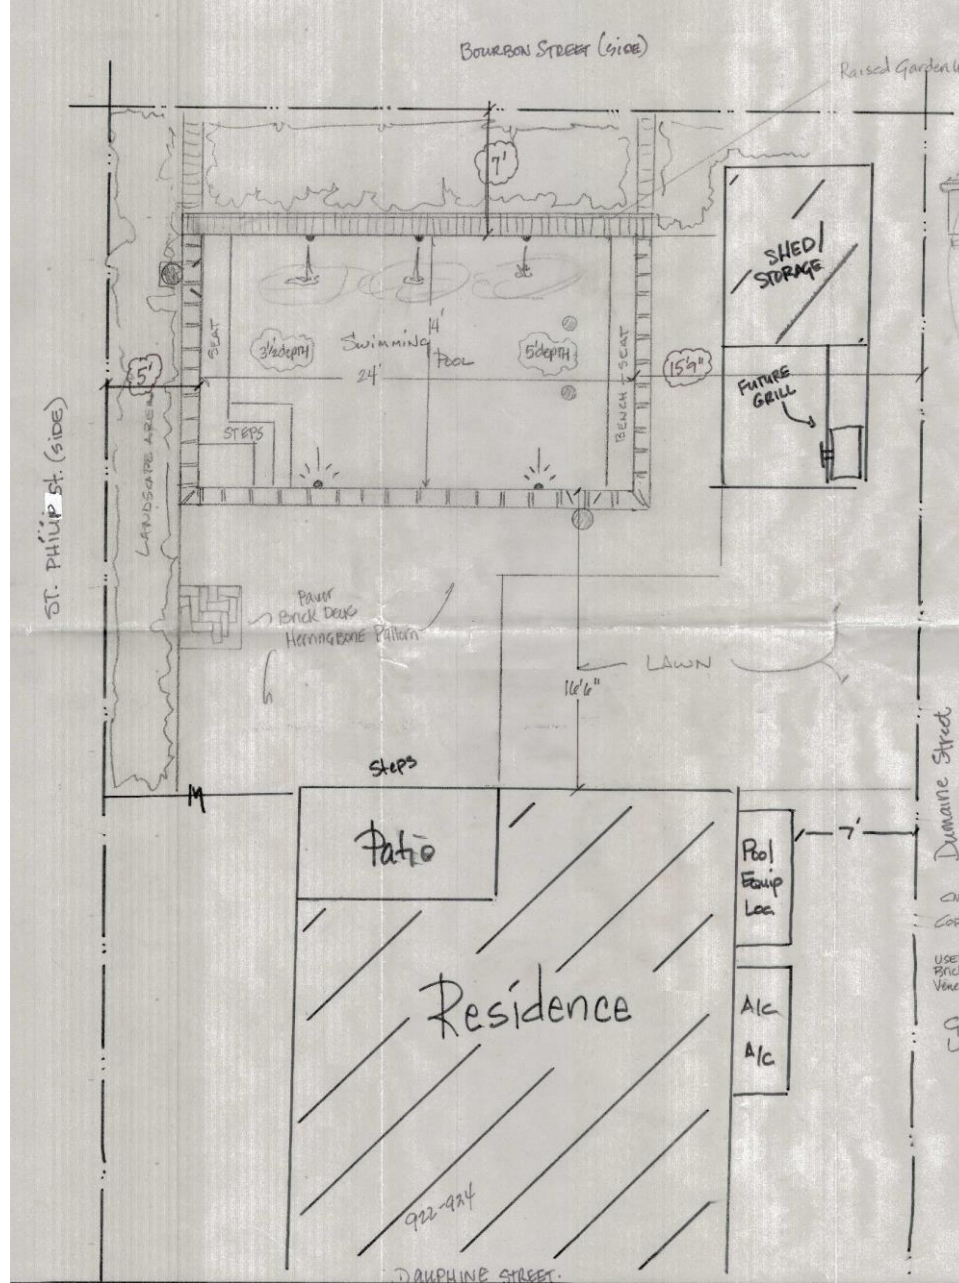 BOURBON STREET (SIDE)
Raised Garden
7'
SHED/
STORAGE
SEAT
3½ depth
Swimming
Pool
14'
24'
5' depth
BENCH - SEAT
15'9"
5'
FUTURE
GRILL
STEPS
LANDSCAPE AREA
ST. PHILIP St. (SIDE)
Paver
Brick Deck
HerringBone Pattern
LAWN
16'6"
Steps
Patio
Pool
Equip
Loc.
7'
Dumaine Street
USE
Brick
Residence
A/C
A/C
922-924
DAUPHINE STREET.